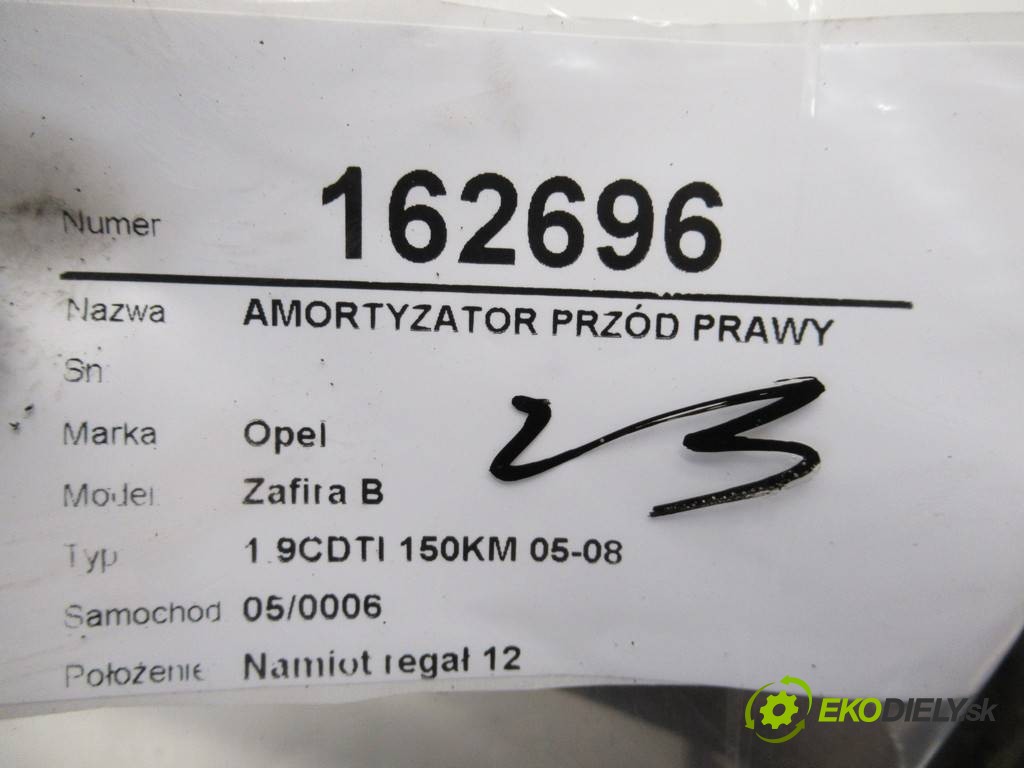 Numer 162696
Nazwa AMORTYZATOR PRZÓD PRAWY
Sn
Marka Opel
23
Model Zafira B
Typ 1.9CDTI 150KM 05-08
Samochod 05/0006
Położenie Namiot regał 12
EKODIELY.sk